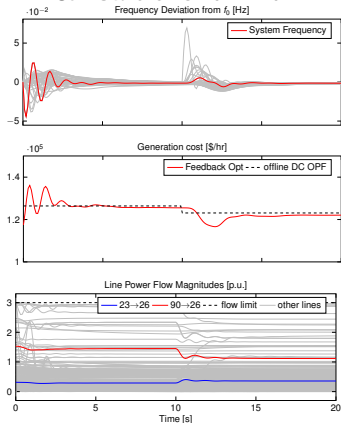 Frequency Deviation from f₀ [Hz]
·10⁻²
System Frequency
5
0
−5
Generation cost [$/hr]
·10⁵
Feedback Opt
offline DC OPF
1.4
1.2
1
Line Power Flow Magnitudes [p.u.]
23→26
90→26
flow limit
other lines
3
2
1
0
0
5
10
15
20
Time [s]